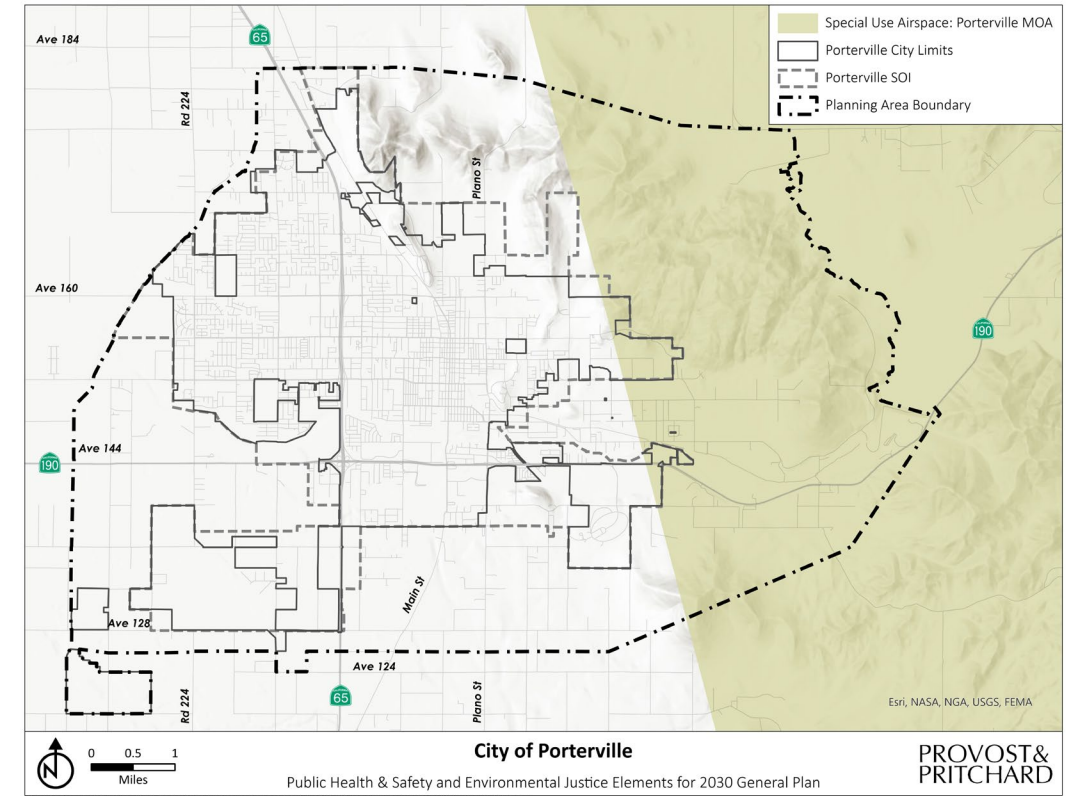 Special Use Airspace: Porterville MOA
Porterville City Limits
Porterville SOI
Planning Area Boundary
Ave 184
65
Rd 224
Plano St
Ave 160
190
Ave 144
190
Main St
Ave 128
Ave 124
Rd 224
65
Plano St
Esri, NASA, NGA, USGS, FEMA
N
0 0.5 1
Miles
City of Porterville
Public Health & Safety and Environmental Justice Elements for 2030 General Plan
PROVOST&
PRITCHARD